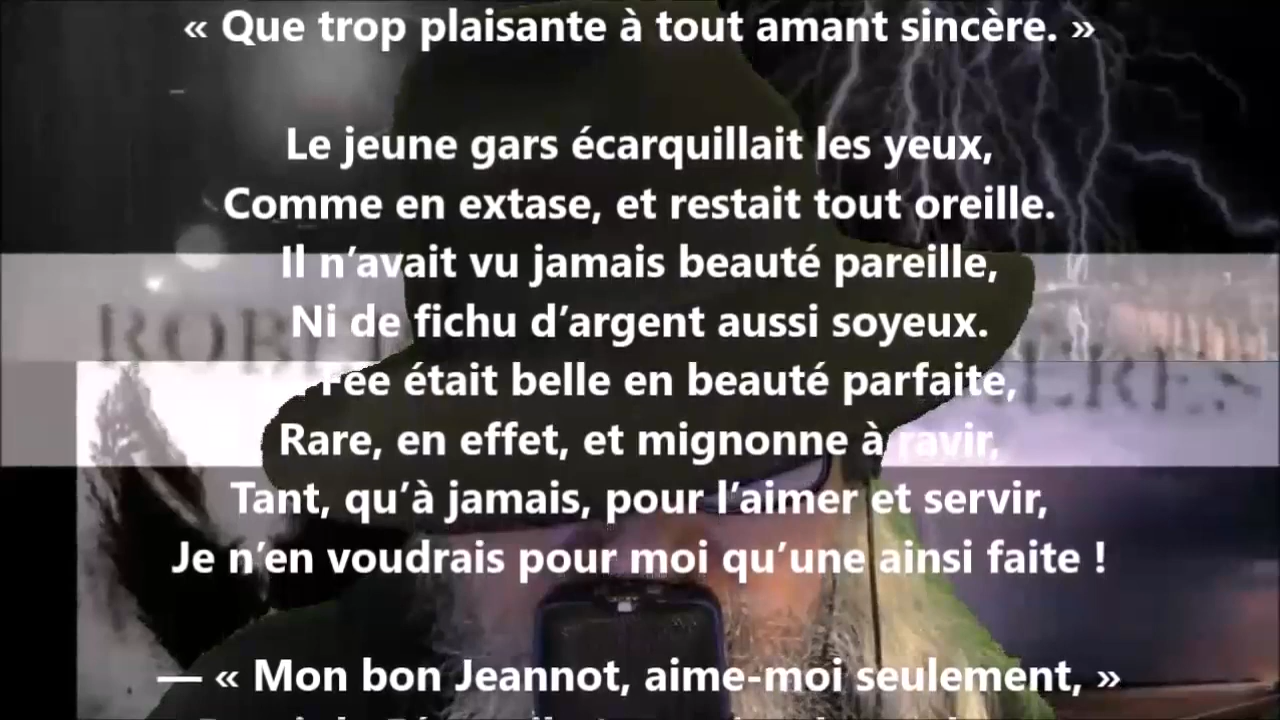 « Que trop plaisante à tout amant sincère. »
Le jeune gars écarquillait les yeux,
Comme en extase, et restait tout oreille.
Il n’avait vu jamais beauté pareille,
Ni de fichu d’argent aussi soyeux.
Fée était belle en beauté parfaite,
Rare, en effet, et mignonne à ravir,
Tant, qu’à jamais, pour l’aimer et servir,
Je n’en voudrais pour moi qu’une ainsi faite !
— « Mon bon Jeannot, aime-moi seulement, »